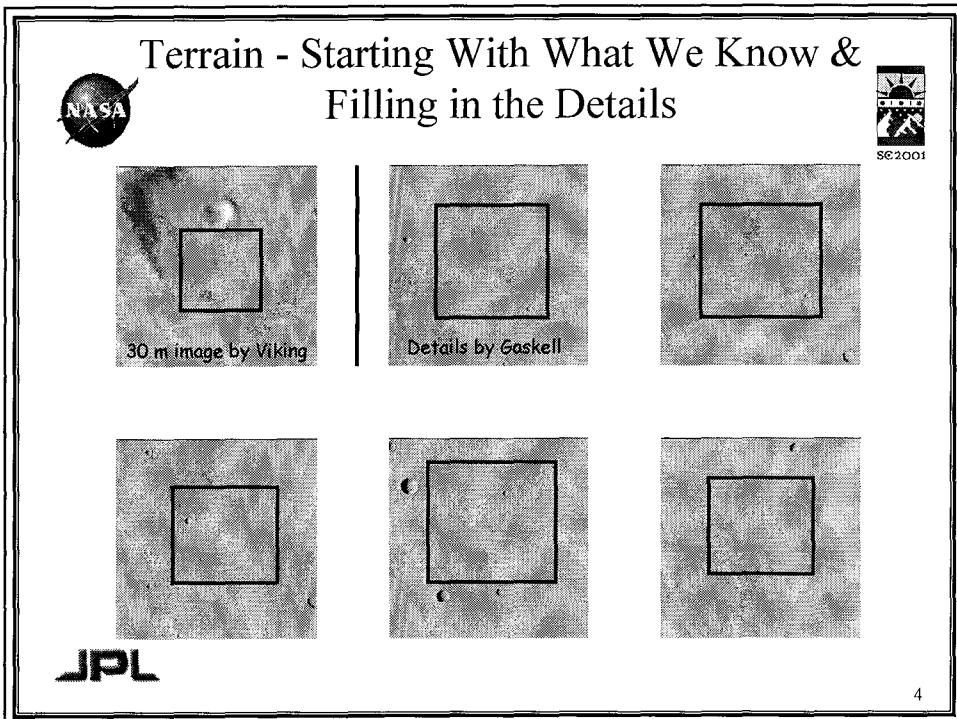 Terrain - Starting With What We Know &
Filling in the Details
NASA
SC2001
30 m image by Viking
Details by Gaskell
JPL
4